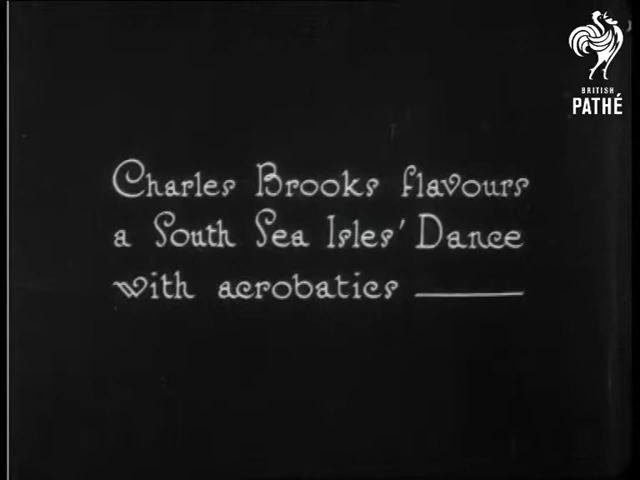 BRITISH
PATHÉ
Charles Brooks flavours
a South Sea Isles' Dance
with acrobatics ———